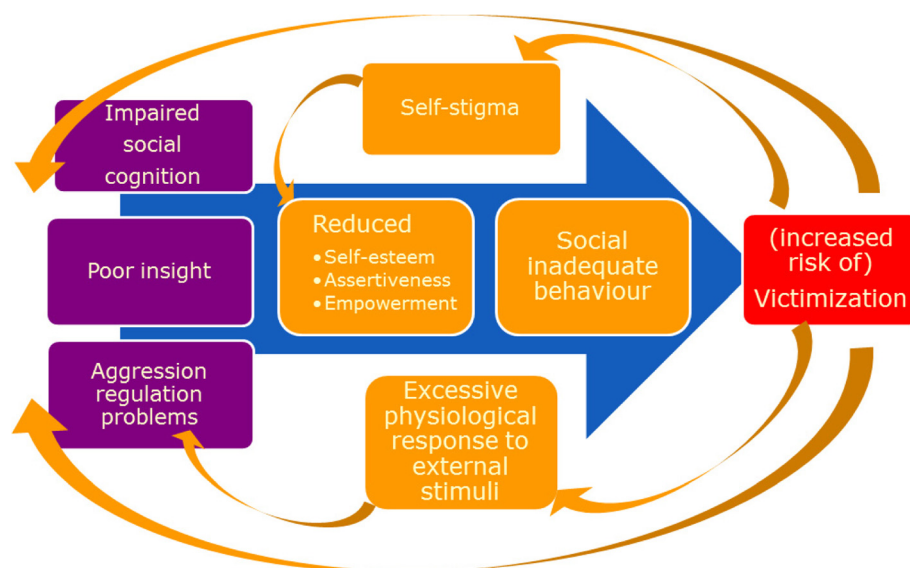 Impaired
social
cognition
Poor insight
Aggression
regulation
problems
Self-stigma
Reduced
•Self-esteem
•Assertiveness
•Empowerment
Social
inadequate
behaviour
Excessive
physiological
response to
external
stimuli
(increased
risk of)
Victimization